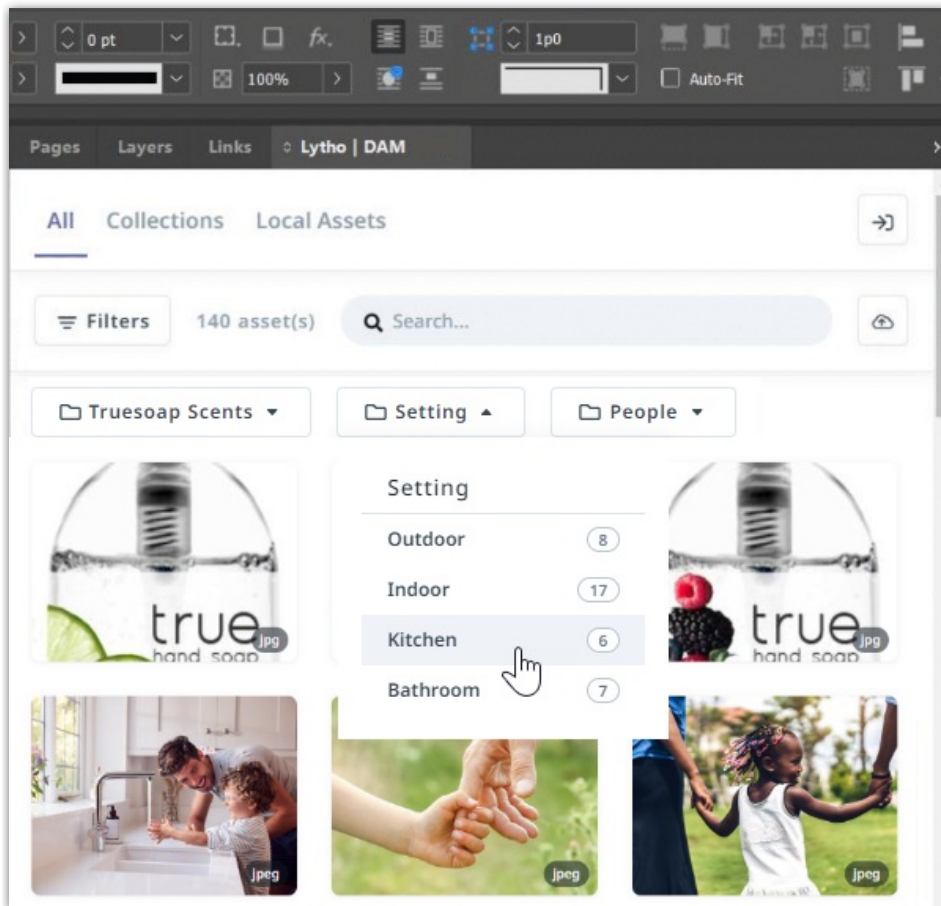 0 pt
fx.
1p0
100%
Auto-Fit
Pages Layers Links Lytho | DAM
All Collections Local Assets
Filters 140 asset(s) Search...
Truesoap Scents Setting People
Setting
Outdoor 8
Indoor 17
Kitchen 6
Bathroom 7
true
hand soap
jpg
true
hand soap
jpg
jpeg
jpeg
jpeg